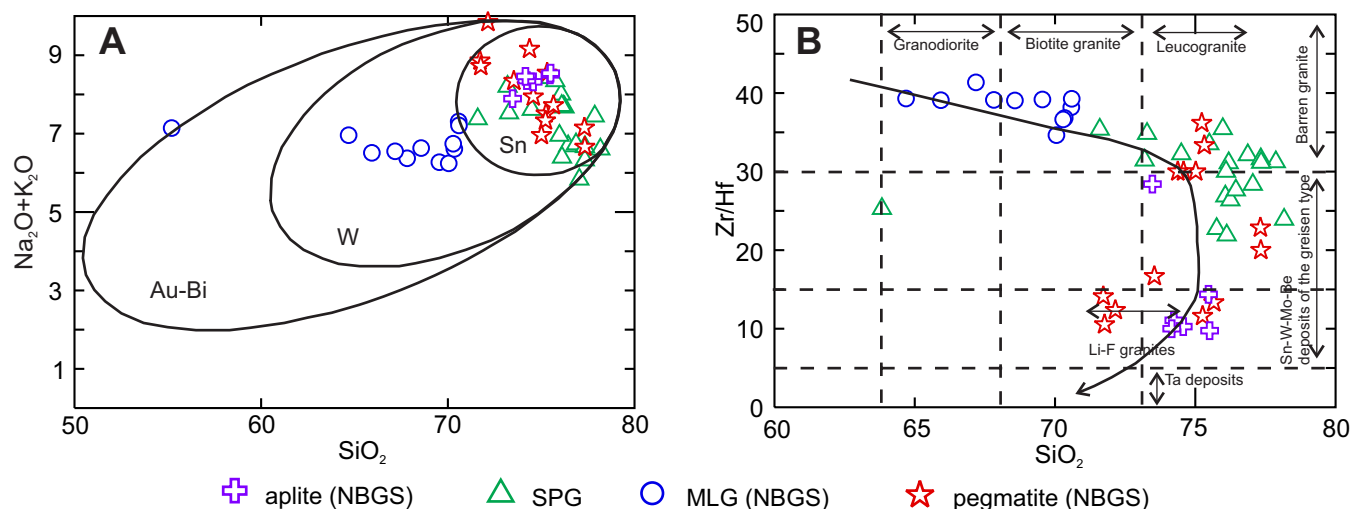 A
9
7
5
3
1
Na₂O+K₂O
Sn
W
Au-Bi
50
60
70
80
SiO₂
B
50
40
30
20
10
0
Zr/Hf
Granodiorite
Biotite granite
Leucogranite
Barren granite
Sn-W-Mo-Be
deposits of the greisen type
Li-F granites
Ta deposits
60
65
70
75
80
SiO₂
aplite (NBGS)
SPG
MLG (NBGS)
pegmatite (NBGS)